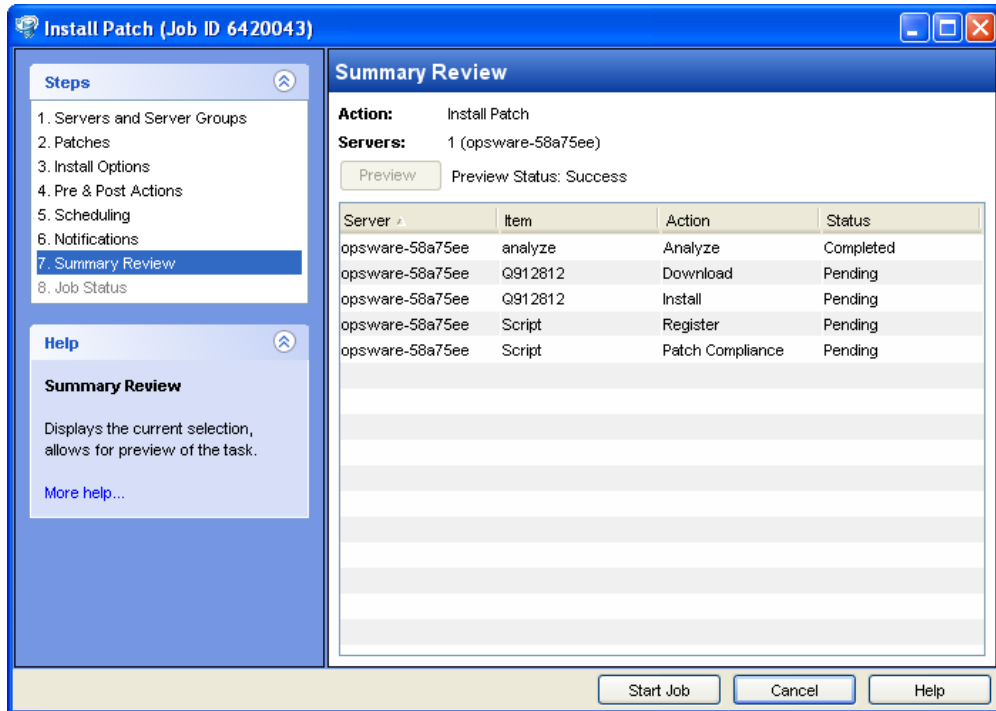 Install Patch (Job ID 6420043)
Steps
1. Servers and Server Groups
2. Patches
3. Install Options
4. Pre & Post Actions
5. Scheduling
6. Notifications
7. Summary Review
8. Job Status
Help
Summary Review
Displays the current selection,
allows for preview of the task.
More help...
Summary Review
Action: Install Patch
Servers: 1 (opsware-58a75ee)
Preview Preview Status: Success
Server Item Action Status
opsware-58a75ee analyze Analyze Completed
opsware-58a75ee Q912812 Download Pending
opsware-58a75ee Q912812 Install Pending
opsware-58a75ee Script Register Pending
opsware-58a75ee Script Patch Compliance Pending
Start Job Cancel Help